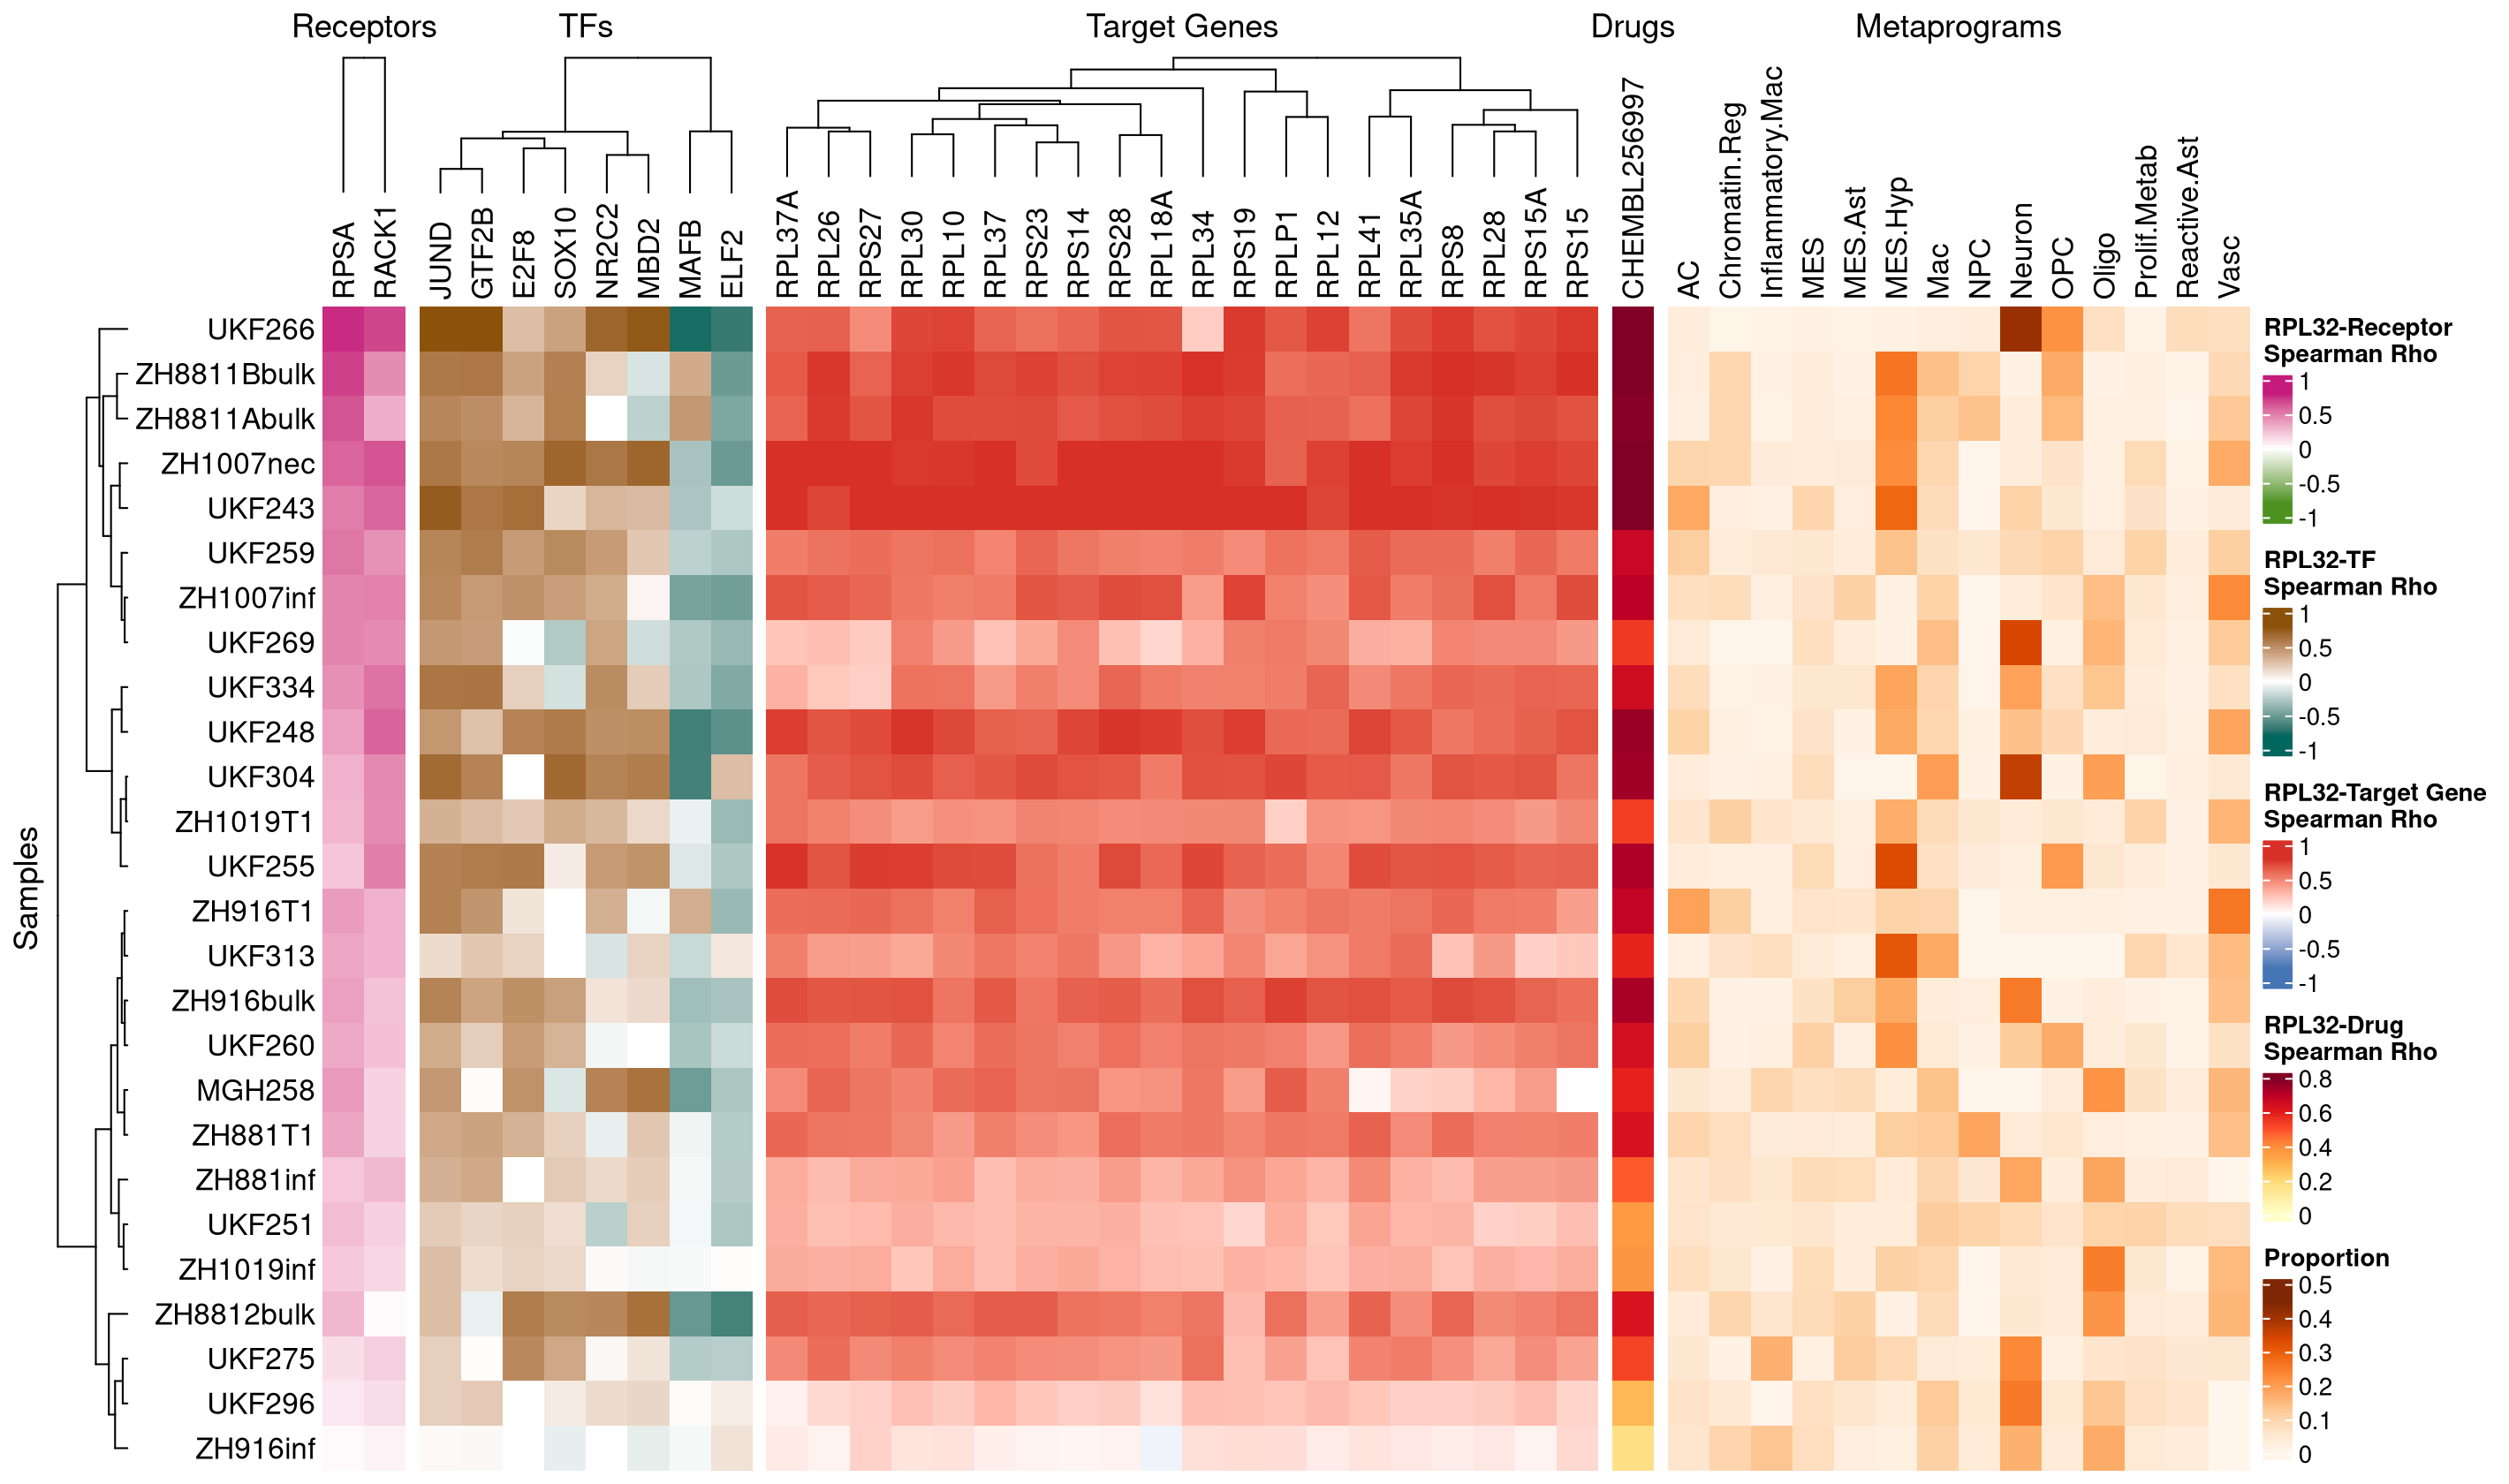 Receptors TFs Target Genes Drugs Metaprograms
RPSA RACK1 JUND GTF2B E2F8 SOX10 NR2C2 MBD2 MAFB ELF2 RPL37A RPL26 RPS27 RPL30 RPL10 RPL37 RPS23 RPS14 RPS28 RPL18A RPL34 RPS19 RPLP1 RPL12 RPL41 RPL35A RPS8 RPL28 RPS15A RPS15 CHEMBL256997 AC Chromatin.Reg Inflammatory.Mac MES MES.Ast MES.Hyp Mac NPC Neuron OPC Oligo Prolif.Metab Reactive.Ast Vasc
Samples
UKF266
ZH8811Bbulk
ZH8811Abulk
ZH1007nec
UKF243
UKF259
ZH1007inf
UKF269
UKF334
UKF248
UKF304
ZH1019T1
UKF255
ZH916T1
UKF313
ZH916bulk
UKF260
MGH258
ZH881T1
ZH881inf
UKF251
ZH1019inf
ZH8812bulk
UKF275
UKF296
ZH916inf
RPL32-Receptor
Spearman Rho
1
0.5
0
-0.5
-1
RPL32-TF
Spearman Rho
1
0.5
0
-0.5
-1
RPL32-Target Gene
Spearman Rho
1
0.5
0
-0.5
-1
RPL32-Drug
Spearman Rho
0.8
0.6
0.4
0.2
0
Proportion
0.5
0.4
0.3
0.2
0.1
0